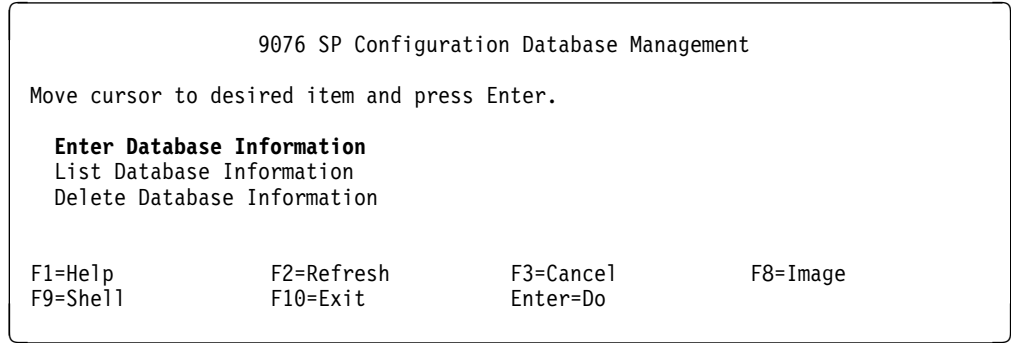 9076 SP Configuration Database Management
Move cursor to desired item and press Enter.
Enter Database Information
List Database Information
Delete Database Information
F1=Help F2=Refresh F3=Cancel F8=Image
F9=Shell F10=Exit Enter=Do